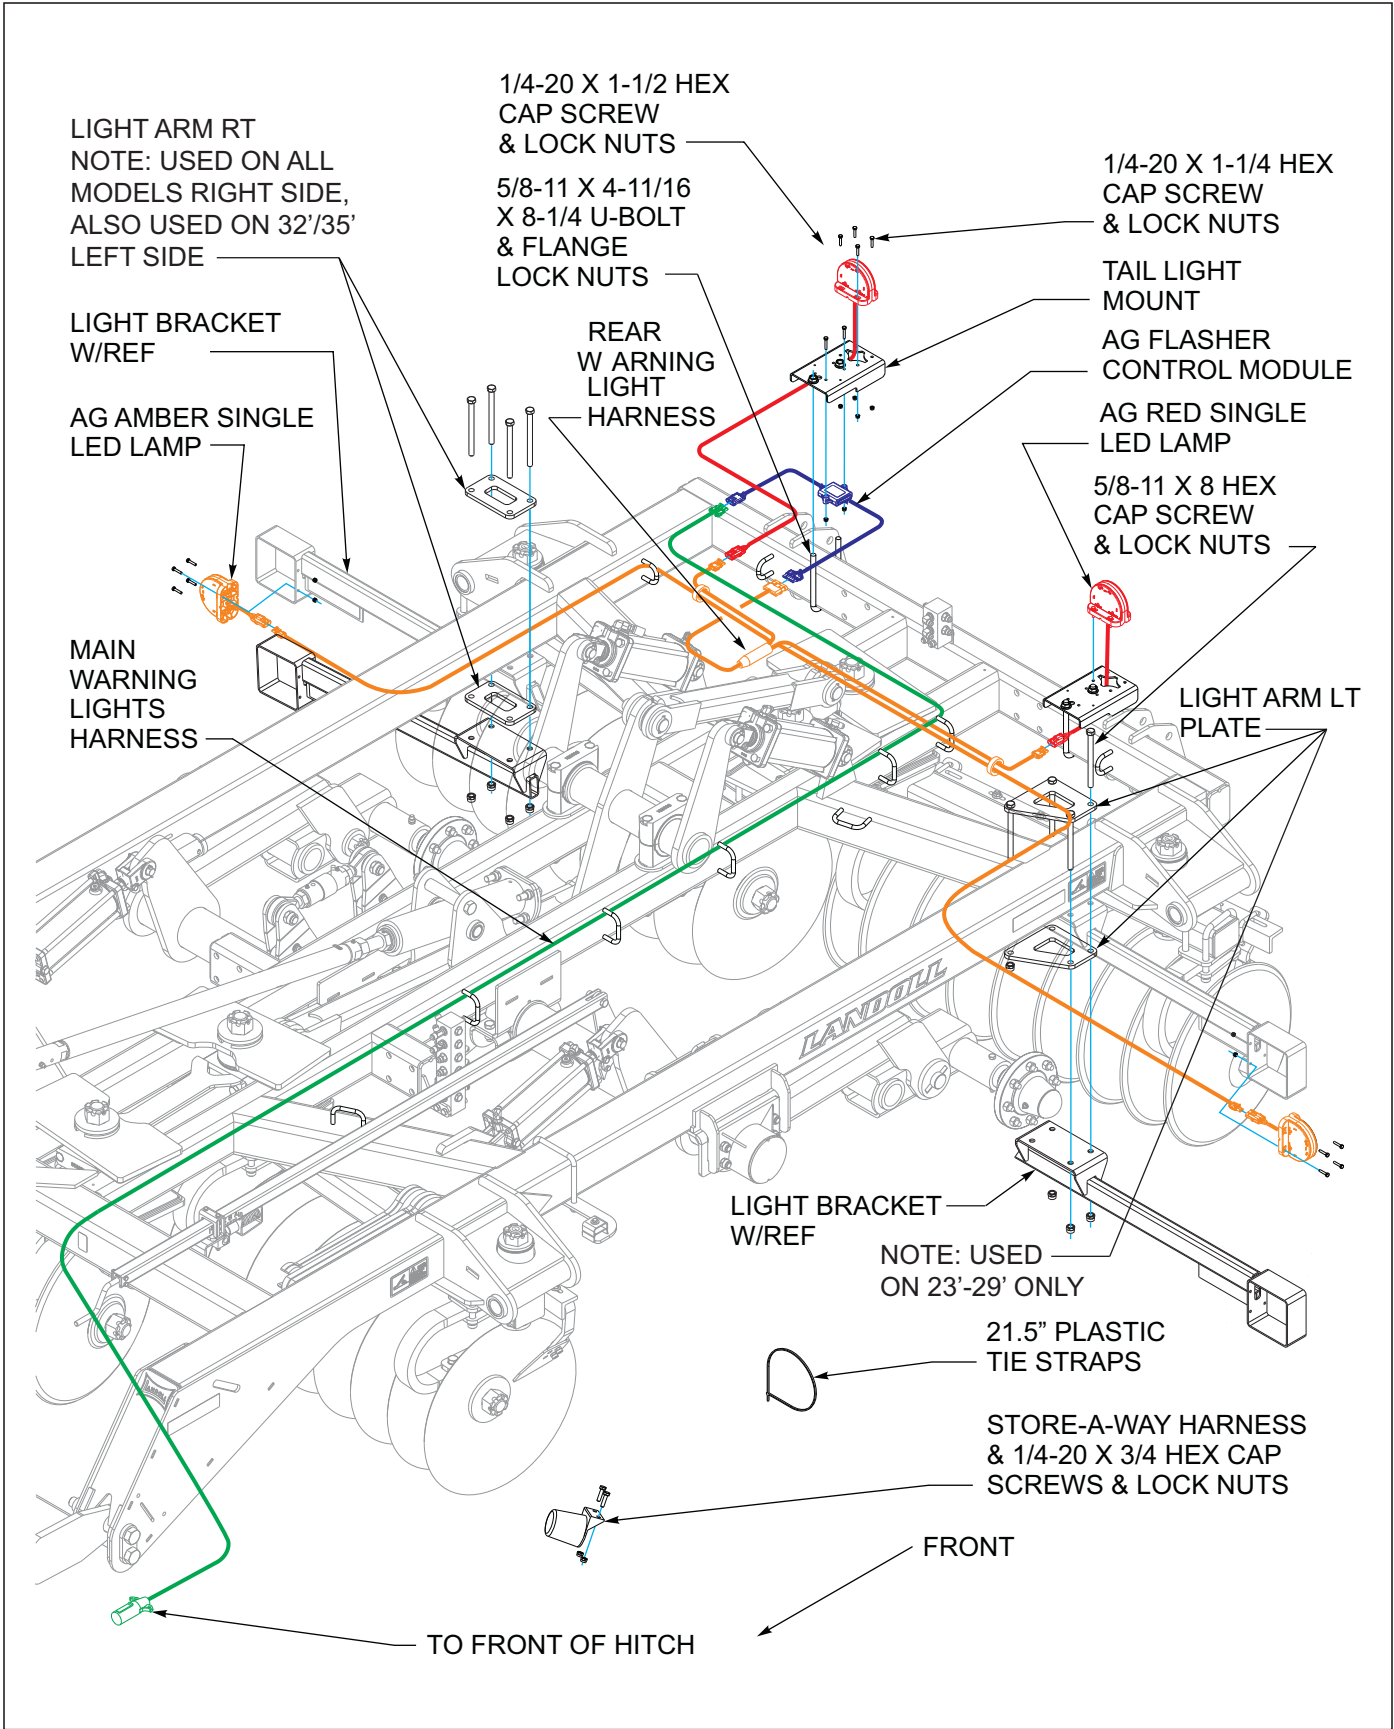 1/4-20 X 1-1/2 HEX
CAP SCREW
& LOCK NUTS
LIGHT ARM RT
NOTE: USED ON ALL
MODELS RIGHT SIDE,
ALSO USED ON 32’/35’
LEFT SIDE
5/8-11 X 4-11/16
X 8-1/4 U-BOLT
& FLANGE
LOCK NUTS
1/4-20 X 1-1/4 HEX
CAP SCREW
& LOCK NUTS
TAIL LIGHT
MOUNT
LIGHT BRACKET
W/REF
REAR
W ARNING
LIGHT
HARNESS
AG FLASHER
CONTROL MODULE
AG AMBER SINGLE
LED LAMP
AG RED SINGLE
LED LAMP
5/8-11 X 8 HEX
CAP SCREW
& LOCK NUTS
MAIN
WARNING
LIGHTS
HARNESS
LIGHT ARM LT
PLATE
LANDOLL
LIGHT BRACKET
W/REF
NOTE: USED
ON 23’-29’ ONLY
21.5” PLASTIC
TIE STRAPS
LANDOLL
STORE-A-WAY HARNESS
& 1/4-20 X 3/4 HEX CAP
SCREWS & LOCK NUTS
FRONT
TO FRONT OF HITCH